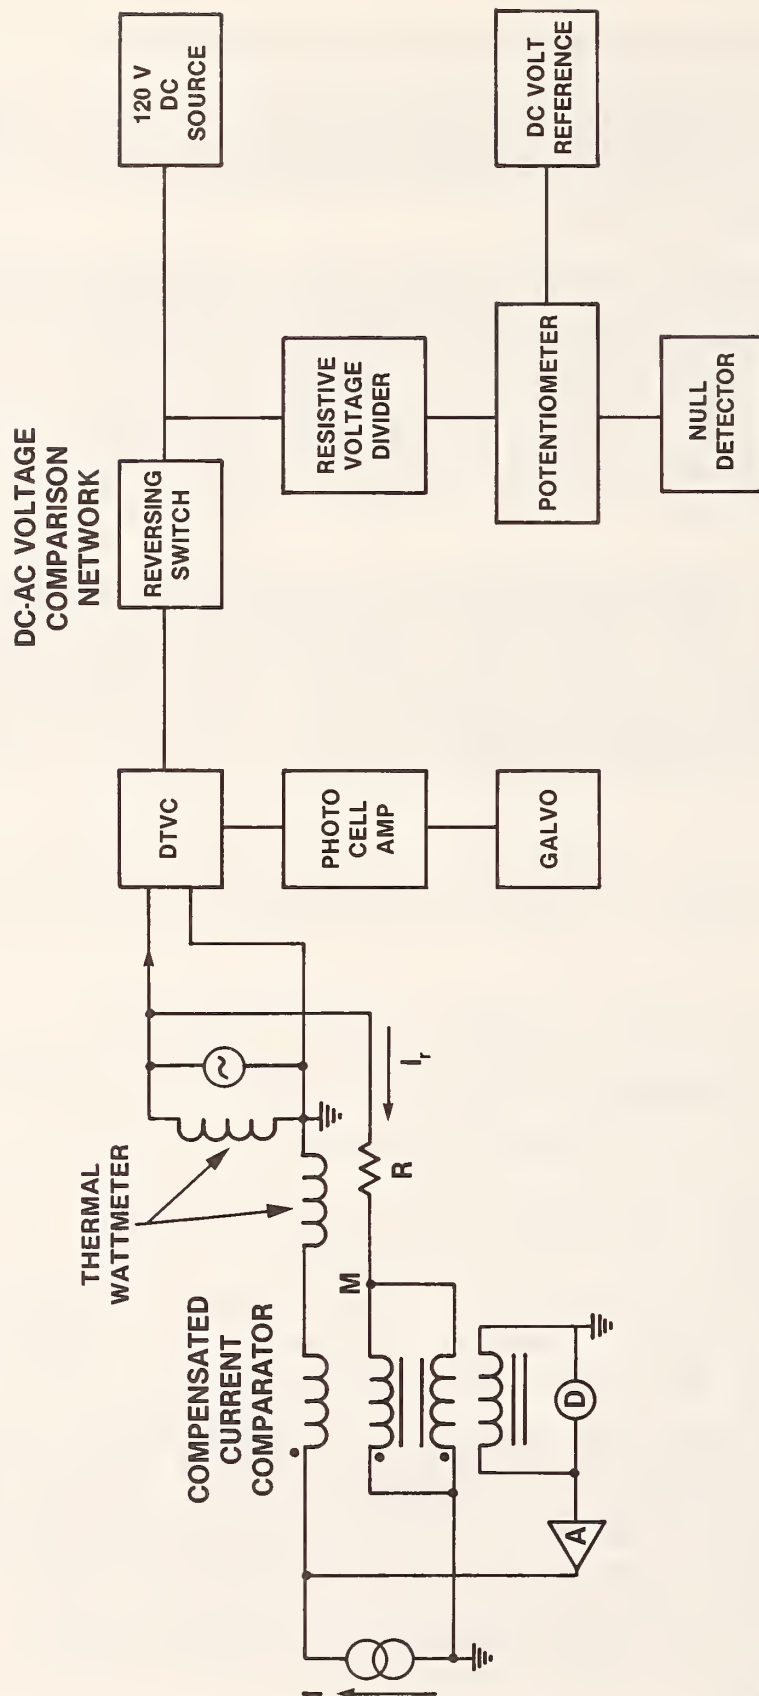 DC-AC VOLTAGE
COMPARISON
NETWORK
120 V
DC
SOURCE
REVERSING
SWITCH
DTVC
RESISTIVE
VOLTAGE
DIVIDER
DC VOLT
REFERENCE
POTENTIOMETER
NULL
DETECTOR
PHOTO
CELL
AMP
GALVO
THERMAL
WATTMETER
~
I_r
R
M
COMPENSATED
CURRENT
COMPARATOR
D
A
I